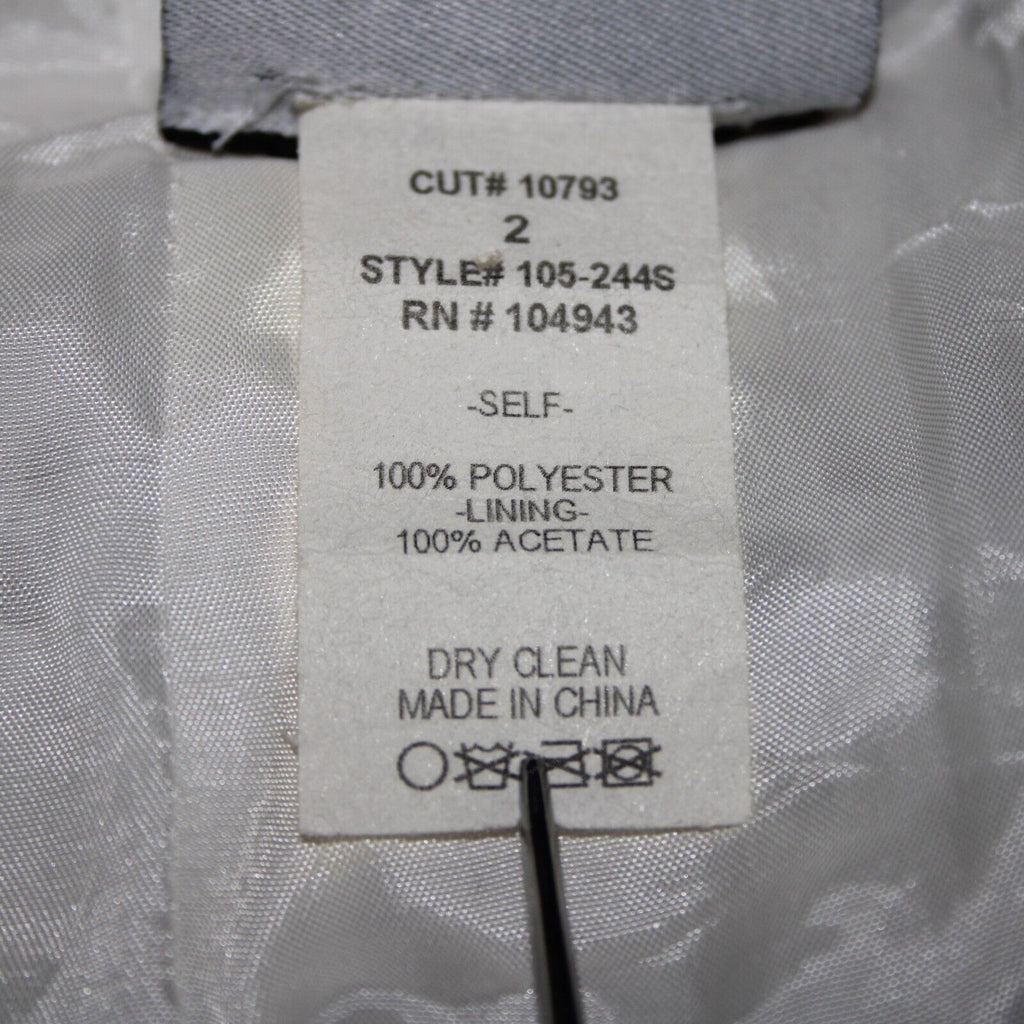 CUT# 10793
2
STYLE# 105-244S
RN # 104943
-SELF-
100% POLYESTER
-LINING-
100% ACETATE
DRY CLEAN
MADE IN CHINA